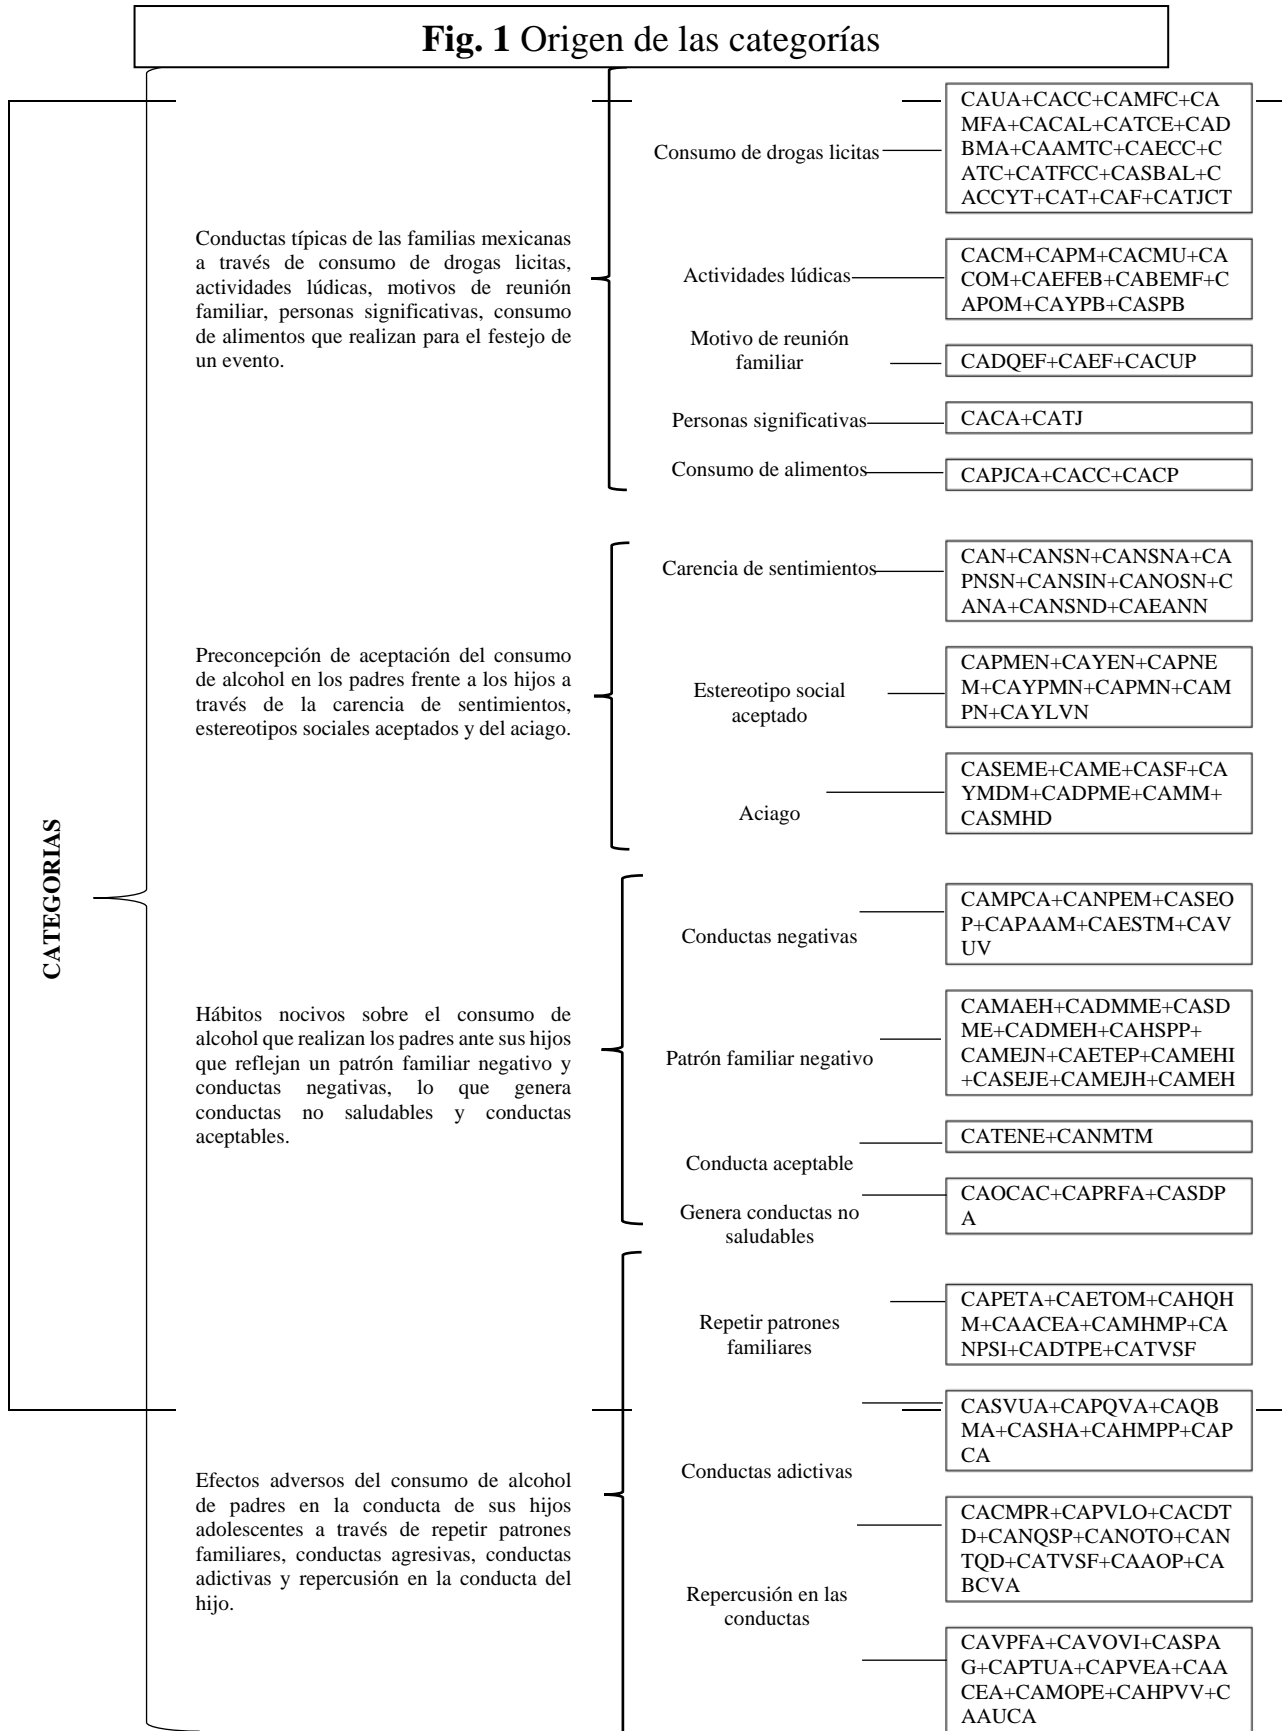 Fig. 1 Origen de las categorías
CATEGORIAS
Conductas típicas de las familias mexicanas
a través de consumo de drogas licitas,
actividades lúdicas, motivos de reunión
familiar, personas significativas, consumo
de alimentos que realizan para el festejo de
un evento.
Consumo de drogas licitas
CAUA+CACC+CAMFC+CA
MFA+CACAL+CATCE+CAD
BMA+CAAMTC+CAECC+C
ATC+CATFCC+CASBAL+C
ACCYT+CAT+CAF+CATJCT
Actividades lúdicas
CACM+CAPM+CACMU+CA
COM+CAEFEB+CABEMF+C
APOM+CAYPB+CASPB
Motivo de reunión
familiar
CADQEF+CAEF+CACUP
Personas significativas
CACA+CATJ
Consumo de alimentos
CAPJCA+CACC+CACP
Preconcepción de aceptación del consumo
de alcohol en los padres frente a los hijos a
través de la carencia de sentimientos,
estereotipos sociales aceptados y del aciago.
Carencia de sentimientos
CAN+CANSN+CANSNA+CA
PNSN+CANSIN+CANOSN+C
ANA+CANSND+CAEANN
Estereotipo social
aceptado
CAPMEN+CAYEN+CAPNE
M+CAYPMN+CAPMN+CAM
PN+CAYLVN
Aciago
CASEME+CAME+CASF+CA
YMDM+CADPME+CAMM+
CASMHD
Hábitos nocivos sobre el consumo de
alcohol que realizan los padres ante sus hijos
que reflejan un patrón familiar negativo y
conductas negativas, lo que genera
conductas no saludables y conductas
aceptables.
Conductas negativas
CAMPCA+CANPEM+CASEO
P+CAPAAM+CAESTM+CAV
UV
Patrón familiar negativo
CAMAEH+CADMME+CASD
ME+CADMEH+CAHSPP+
CAMEJN+CAETEP+CAMEHI
+CASEJE+CAMEJH+CAMEH
Conducta aceptable
CATENE+CANMTM
Genera conductas no
saludables
CAOCAC+CAPRFA+CASDP
A
Efectos adversos del consumo de alcohol
de padres en la conducta de sus hijos
adolescentes a través de repetir patrones
familiares, conductas agresivas, conductas
adictivas y repercusión en la conducta del
hijo.
Repetir patrones
familiares
CAPETA+CAETOM+CAHQH
M+CAACEA+CAMHMP+CA
NPSI+CADTPE+CATVSF
Conductas adictivas
CASVUA+CAPQVA+CAQB
MA+CASHA+CAHMPP+CAP
CA
Repercusión en las
conductas
CACMPR+CAPVLO+CACDT
D+CANQSP+CANOTO+CAN
TQD+CATVSF+CAAOP+CA
BCVA
CAVPFA+CAVOVI+CASPA
G+CAPTUA+CAPVEA+CAA
CEA+CAMOPE+CAHPVV+C
AAUCA